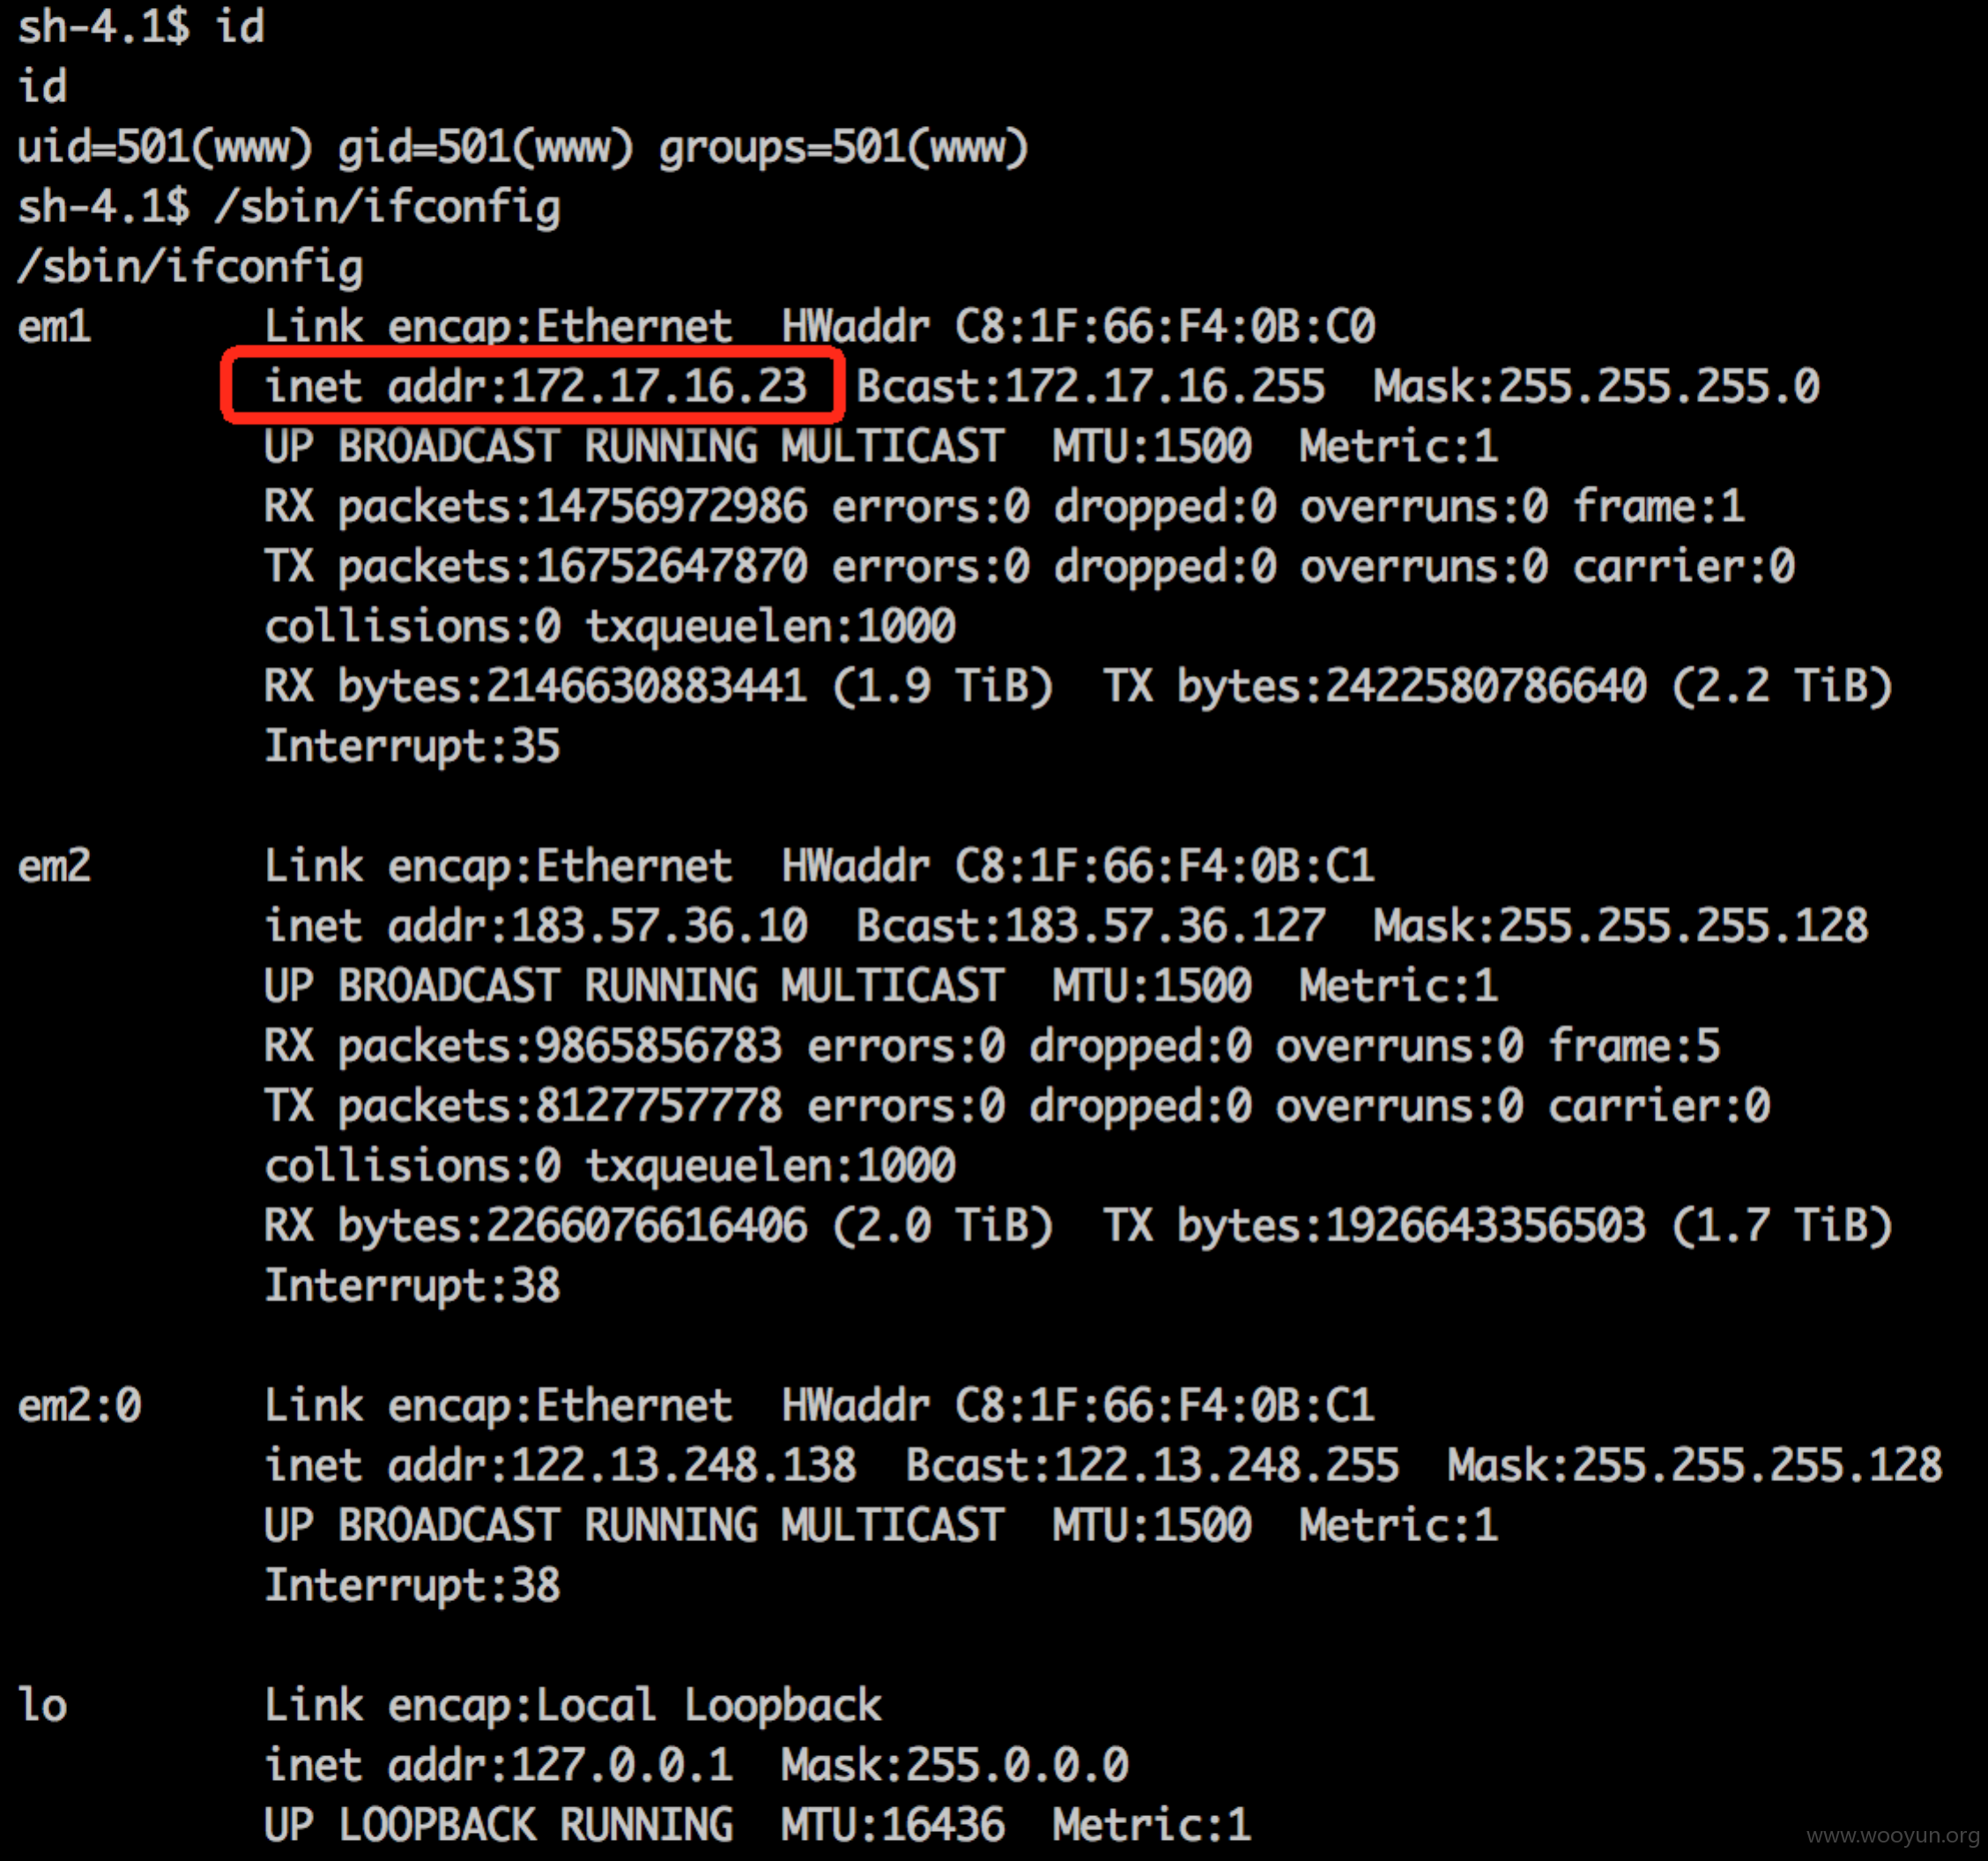 sh-4.1$ id
id
uid=501(www) gid=501(www) groups=501(www)
sh-4.1$ /sbin/ifconfig
/sbin/ifconfig
em1       Link encap:Ethernet  HWaddr C8:1F:66:F4:0B:C0
          inet addr:172.17.16.23  Bcast:172.17.16.255  Mask:255.255.255.0
          UP BROADCAST RUNNING MULTICAST  MTU:1500  Metric:1
          RX packets:14756972986 errors:0 dropped:0 overruns:0 frame:1
          TX packets:16752647870 errors:0 dropped:0 overruns:0 carrier:0
          collisions:0 txqueuelen:1000
          RX bytes:2146630883441 (1.9 TiB)  TX bytes:2422580786640 (2.2 TiB)
          Interrupt:35
em2       Link encap:Ethernet  HWaddr C8:1F:66:F4:0B:C1
          inet addr:183.57.36.10  Bcast:183.57.36.127  Mask:255.255.255.128
          UP BROADCAST RUNNING MULTICAST  MTU:1500  Metric:1
          RX packets:9865856783 errors:0 dropped:0 overruns:0 frame:5
          TX packets:8127757778 errors:0 dropped:0 overruns:0 carrier:0
          collisions:0 txqueuelen:1000
          RX bytes:2266076616406 (2.0 TiB)  TX bytes:1926643356503 (1.7 TiB)
          Interrupt:38
em2:0     Link encap:Ethernet  HWaddr C8:1F:66:F4:0B:C1
          inet addr:122.13.248.138  Bcast:122.13.248.255  Mask:255.255.255.128
          UP BROADCAST RUNNING MULTICAST  MTU:1500  Metric:1
          Interrupt:38
lo        Link encap:Local Loopback
          inet addr:127.0.0.1  Mask:255.0.0.0
          UP LOOPBACK RUNNING  MTU:16436  Metric:1
www.wooyun.org